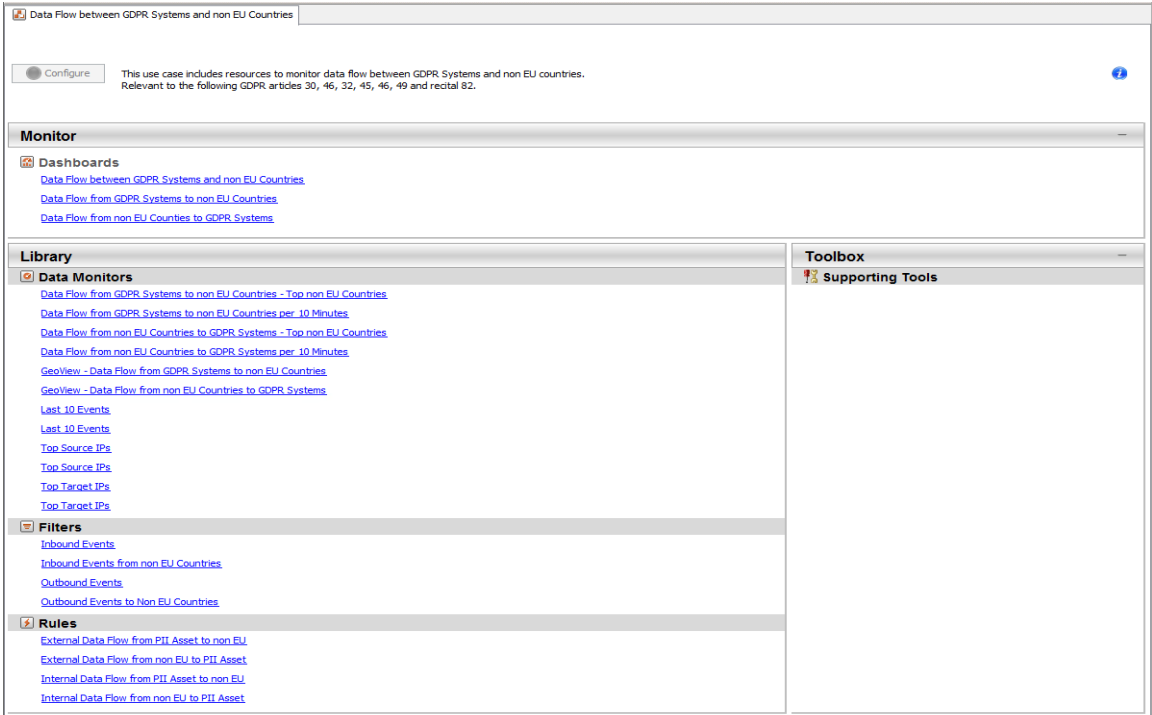 Data Flow between GDPR Systems and non EU Countries
Configure
This use case includes resources to monitor data flow between GDPR Systems and non EU countries.
Relevant to the following GDPR articles 30, 46, 32, 45, 46, 49 and recital 82.
Monitor
Dashboards
Data Flow between GDPR Systems and non EU Countries
Data Flow from GDPR Systems to non EU Countries
Data Flow from non EU Counties to GDPR Systems
Library
Data Monitors
Data Flow from GDPR Systems to non EU Countries - Top non EU Countries
Data Flow from GDPR Systems to non EU Countries per 10 Minutes
Data Flow from non EU Countries to GDPR Systems - Top non EU Countries
Data Flow from non EU Countries to GDPR Systems per 10 Minutes
GeoView - Data Flow from GDPR Systems to non EU Countries
GeoView - Data Flow from non EU Countries to GDPR Systems
Last 10 Events
Last 10 Events
Top Source IPs
Top Source IPs
Top Target IPs
Top Target IPs
Filters
Inbound Events
Inbound Events from non EU Countries
Outbound Events
Outbound Events to Non EU Countries
Rules
External Data Flow from PII Asset to non EU
External Data Flow from non EU to PII Asset
Internal Data Flow from PII Asset to non EU
Internal Data Flow from non EU to PII Asset
Toolbox
Supporting Tools